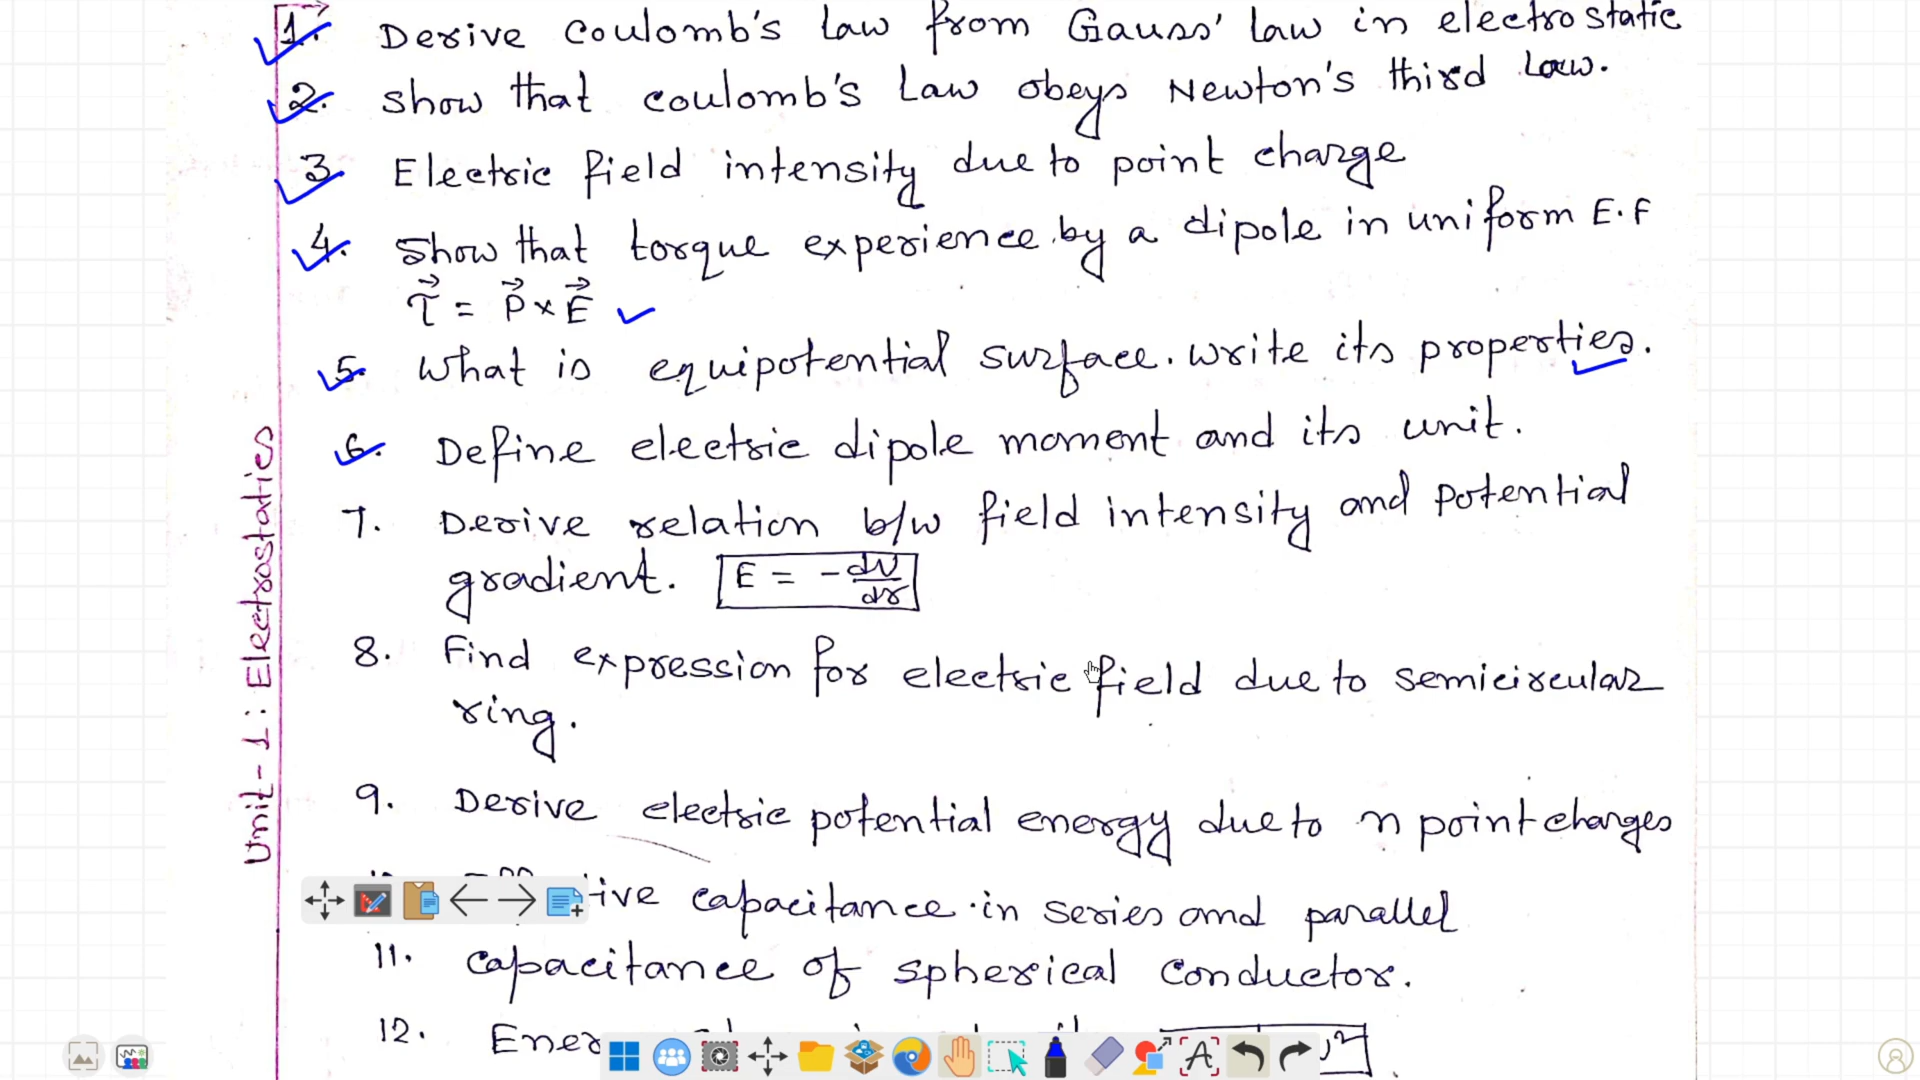 1. Derive Coulomb's law from Gauss' law in electrostatic
2. Show that Coulomb's Law obeys Newton's third Law.
3 Electric field intensity due to point charge
4. Show that torque experience by a dipole in uniform E.F
τ⃗ = P⃗ × E⃗
5. What is equipotential surface. Write its properties.
6. Define electric dipole moment and its unit.
7. Derive relation b/w field intensity and potential
gradient. E = -dV/dr
8. Find expression for electric field due to semicircular
ring.
9. Derive electric potential energy due to n point charges
capacitance in series and parallel
11. Capacitance of spherical conductor.
12.
Unit-1: Electrostatics